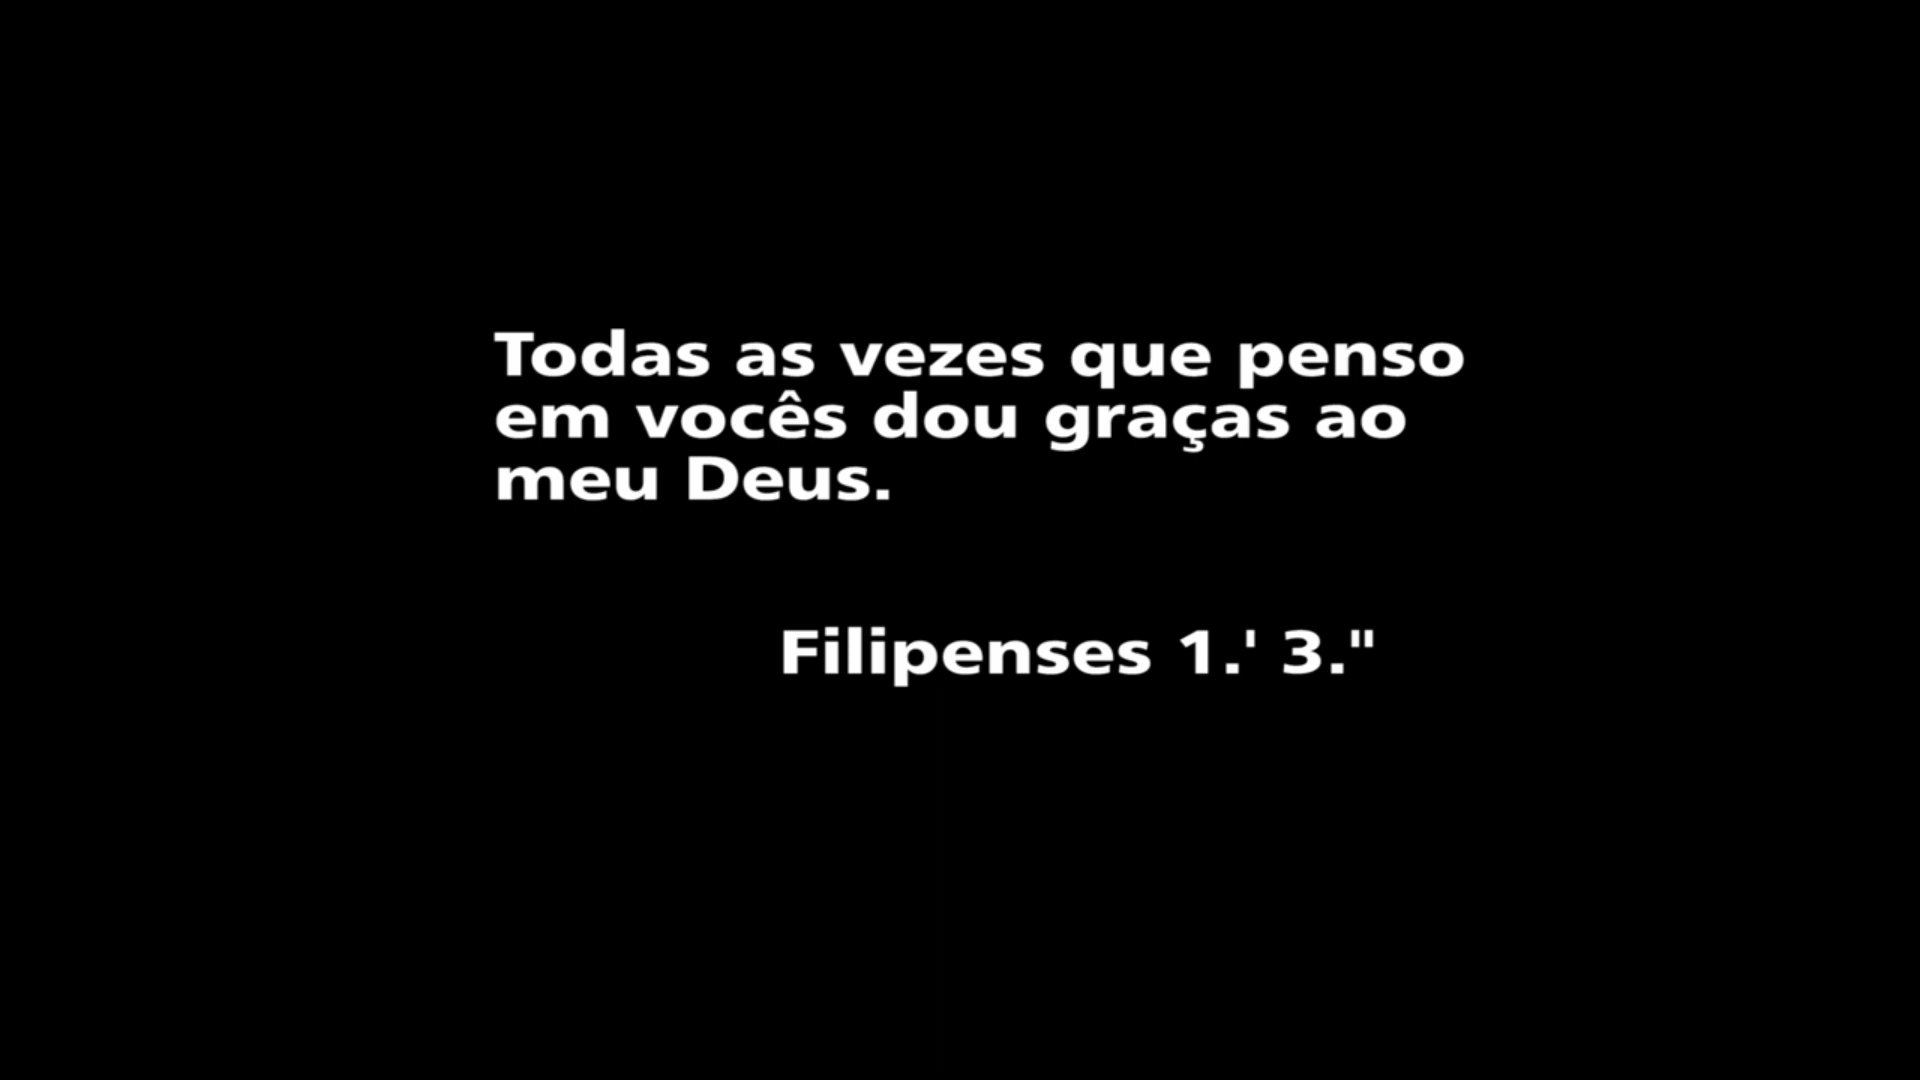 Todas as vezes que penso
em vocês dou graças ao
meu Deus.
Filipenses 1.' 3."